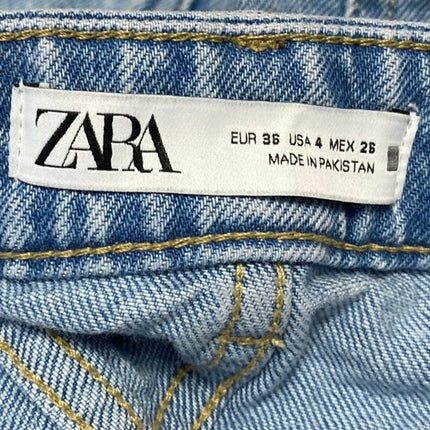 ZARA
EUR 36 USA 4 MEX 26
MADE IN PAKISTAN